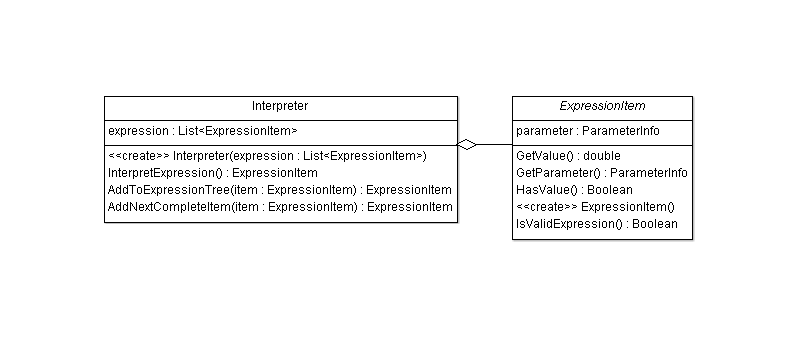 Interpreter
expression : List<ExpressionItem>
<<create>> Interpreter(expression : List<ExpressionItem>)
InterpretExpression() : ExpressionItem
AddToExpressionTree(item : ExpressionItem) : ExpressionItem
AddNextCompleteItem(item : ExpressionItem) : ExpressionItem
ExpressionItem
parameter : ParameterInfo
GetValue() : double
GetParameter() : ParameterInfo
HasValue() : Boolean
<<create>> ExpressionItem()
IsValidExpression() : Boolean